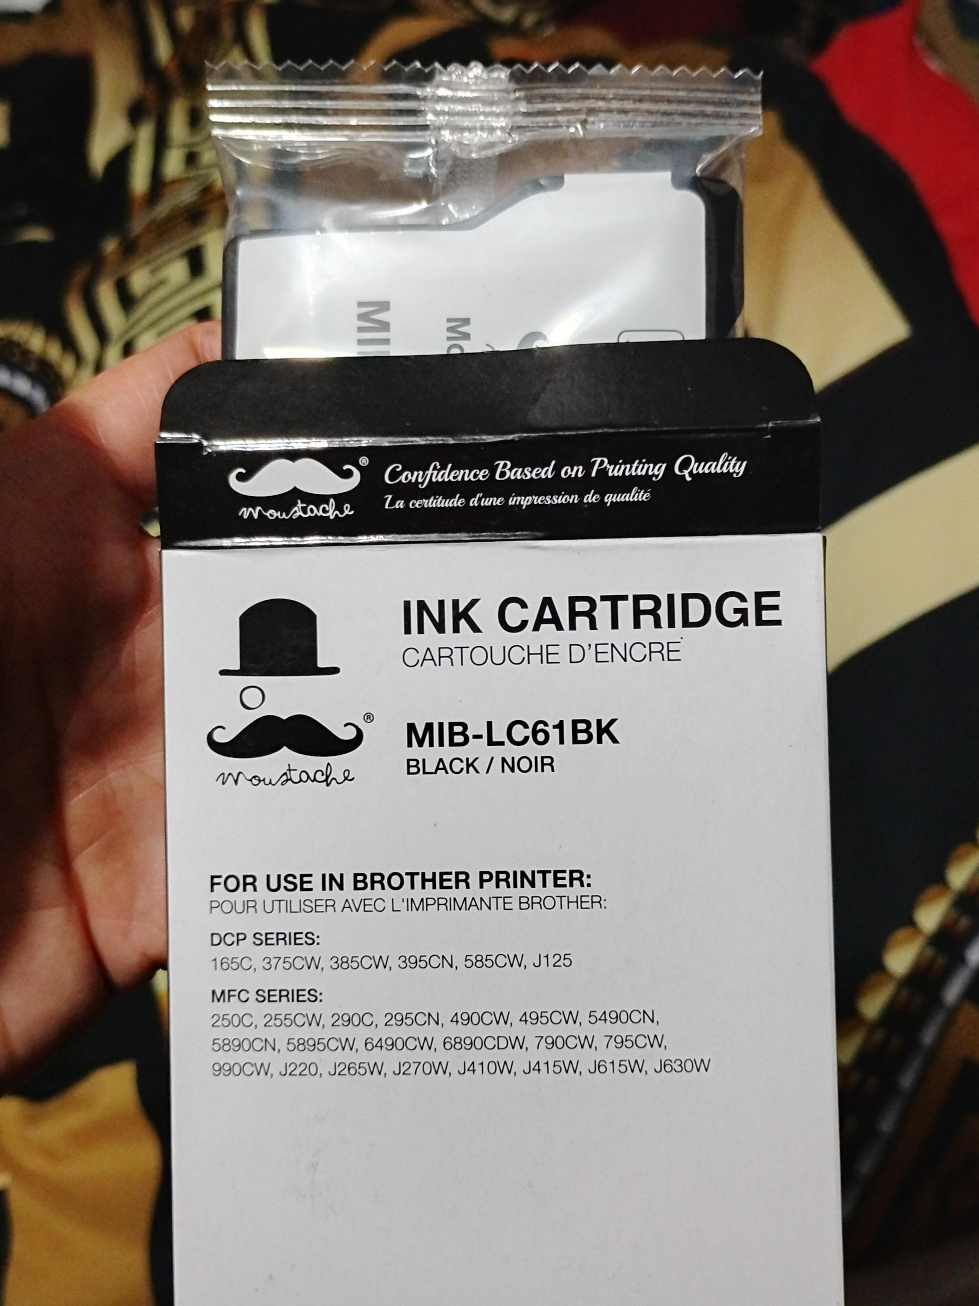 MI
Mo
moustache®
Confidence Based on Printing Quality
La certitude d'une impression de qualité
INK CARTRIDGE
CARTOUCHE D'ENCRE
®
moustache
MIB-LC61BK
BLACK / NOIR
FOR USE IN BROTHER PRINTER:
POUR UTILISER AVEC L'IMPRIMANTE BROTHER:
DCP SERIES:
165C, 375CW, 385CW, 395CN, 585CW, J125
MFC SERIES:
250C, 255CW, 290C, 295CN, 490CW, 495CW, 5490CN,
5890CN, 5895CW, 6490CW, 6890CDW, 790CW, 795CW,
990CW, J220, J265W, J270W, J410W, J415W, J615W, J630W